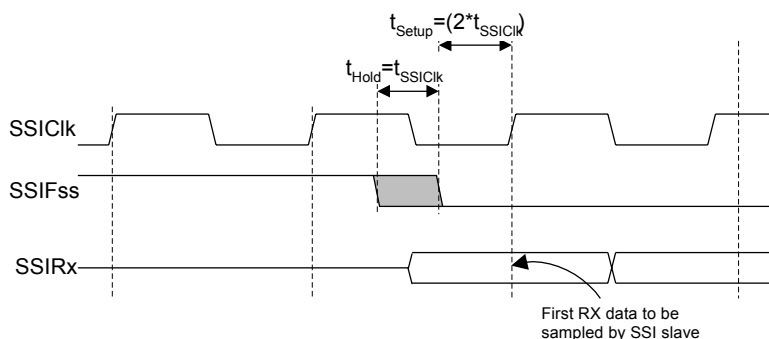 tSetup=(2*tSSIClk)
tHold=tSSIClk
SSIClk
SSIFss
SSIRx
First RX data to be
sampled by SSI slave